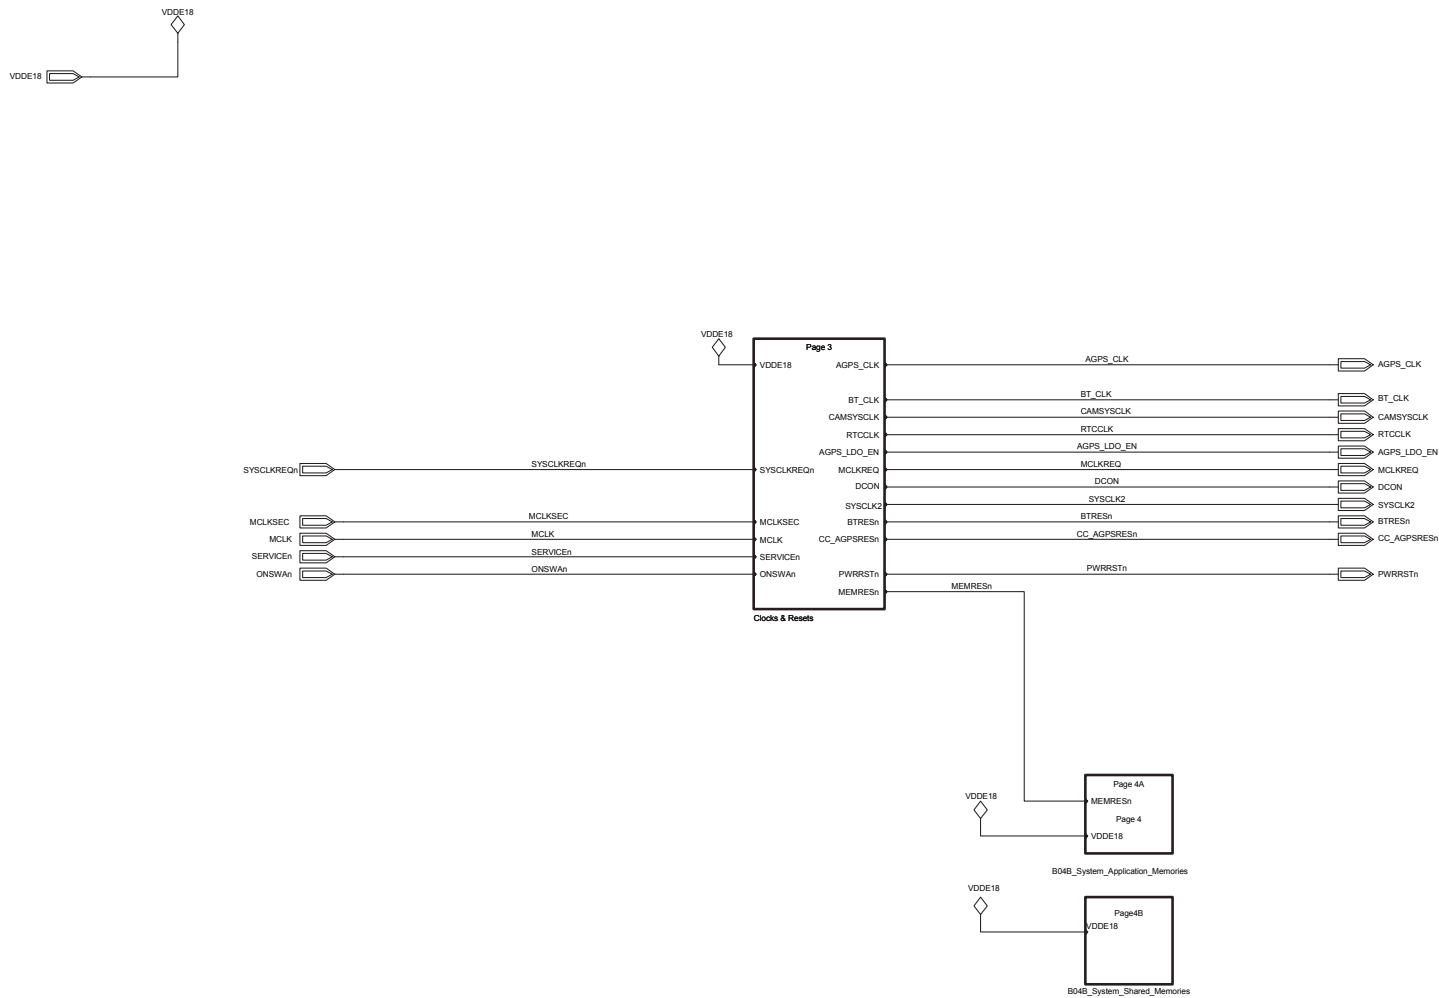 VDDE18
VDDE18
VDDE18
Page 3
VDDE18
AGPS_CLK
AGPS_CLK
AGPS_CLK
BT_CLK
BT_CLK
BT_CLK
CAMSYSCLK
CAMSYSCLK
CAMSYSCLK
RTCCLK
RTCCLK
RTCCLK
AGPS_LDO_EN
AGPS_LDO_EN
AGPS_LDO_EN
SYSCLKREQn
SYSCLKREQn
SYSCLKREQn
MCLKREQ
MCLKREQ
MCLKREQ
DCON
DCON
DCON
SYSCLK2
SYSCLK2
SYSCLK2
MCLKSEC
MCLKSEC
MCLKSEC
BTRESn
BTRESn
BTRESn
MCLK
MCLK
MCLK
CC_AGPSRESn
CC_AGPSRESn
CC_AGPSRESn
SERVICEn
SERVICEn
SERVICEn
ONSWAn
ONSWAn
ONSWAn
PWRRSTn
PWRRSTn
PWRRSTn
MEMRESn
MEMRESn
Clocks & Resets
Page 4A
VDDE18
MEMRESn
Page 4
VDDE18
B04B_System_Application_Memories
VDDE18
Page4B
VDDE18
B04B_System_Shared_Memories